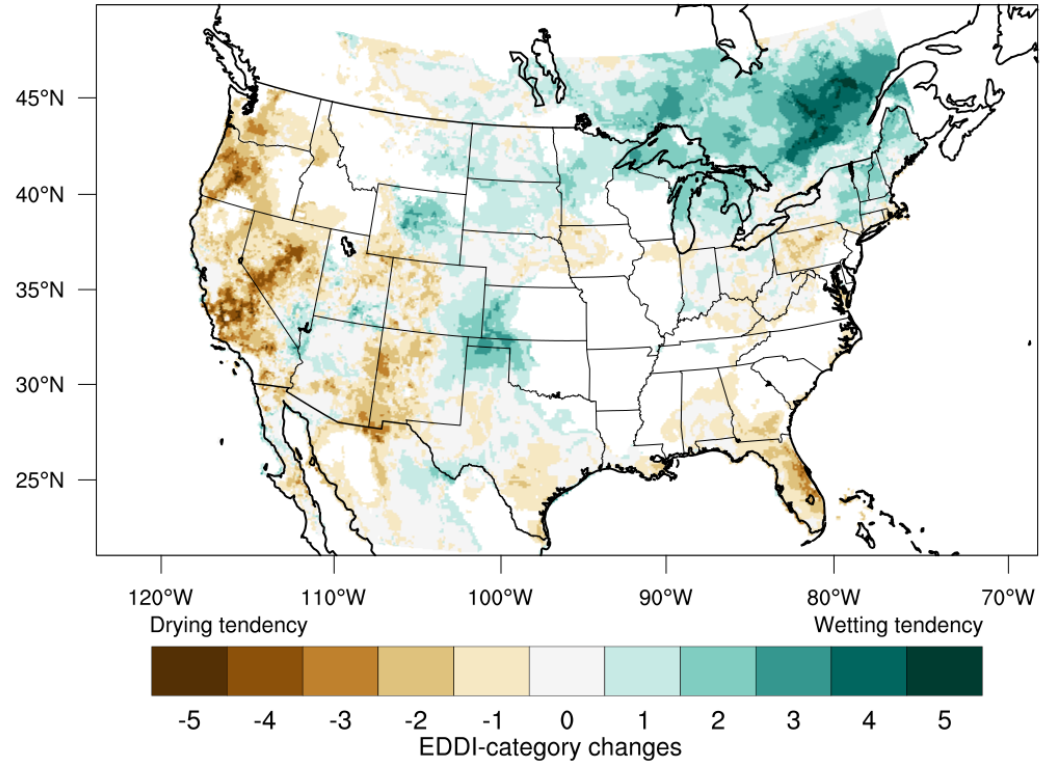 45°N
40°N
35°N
30°N
25°N
120°W 110°W 100°W 90°W 80°W 70°W
Drying tendency Wetting tendency
-5 -4 -3 -2 -1 0 1 2 3 4 5
EDDI-category changes